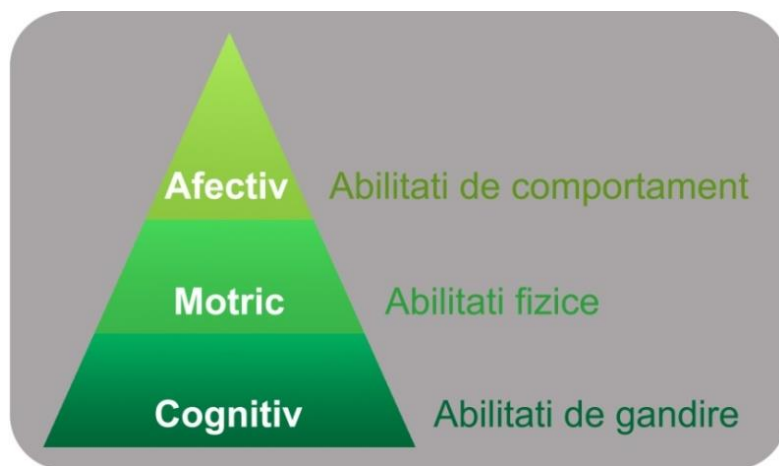 Afectiv Abilitati de comportament
Motric Abilitati fizice
Cognitiv Abilitati de gandire